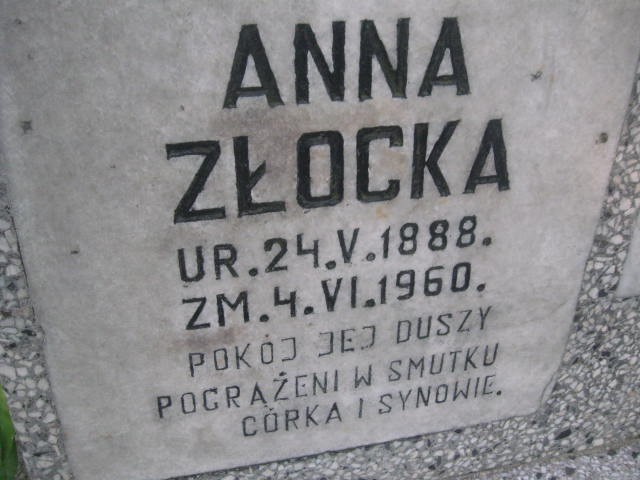 ANNA
ZŁOCKA
UR.24.V.1888.
ZM.4.VI.1960.
POKÓJ JEJ DUSZY
POGRĄŻENI W SMUTKU
CÓRKA I SYNOWIE.